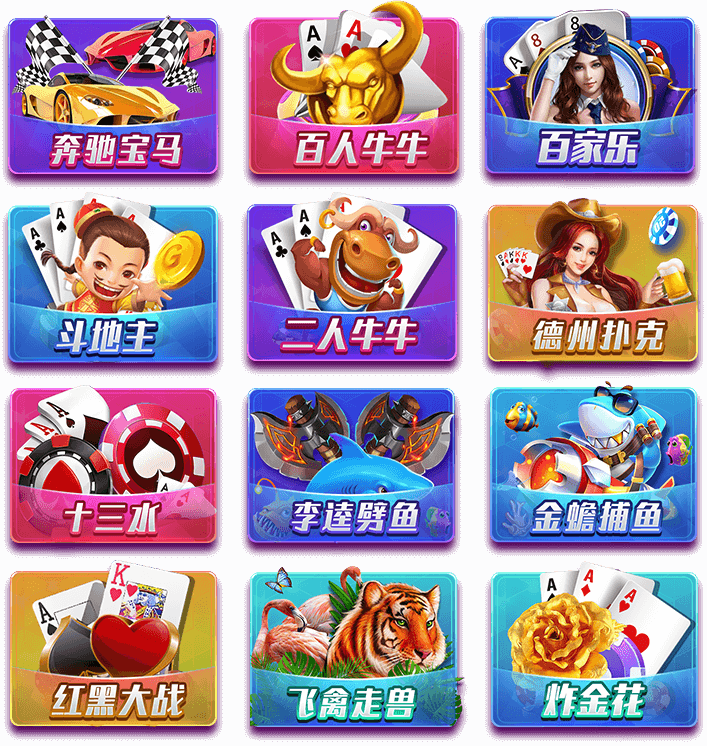 奔驰宝马
A A
百人牛牛
A 8 8
百家乐
A A
G
斗地主
A A
二人牛牛
A K K K
德州扑克
A A
十三水
李逵劈鱼
金蟾捕鱼
A K
红黑大战
飞禽走兽
A A A
炸金花